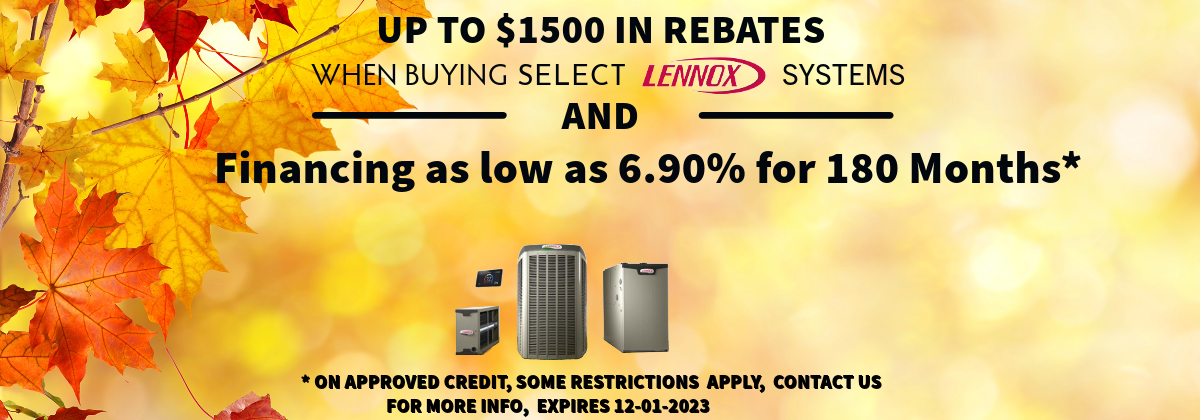 UP TO $1500 IN REBATES
WHEN BUYING SELECT LENNOX SYSTEMS
AND
Financing as low as 6.90% for 180 Months*
* ON APPROVED CREDIT, SOME RESTRICTIONS APPLY, CONTACT US
FOR MORE INFO, EXPIRES 12-01-2023